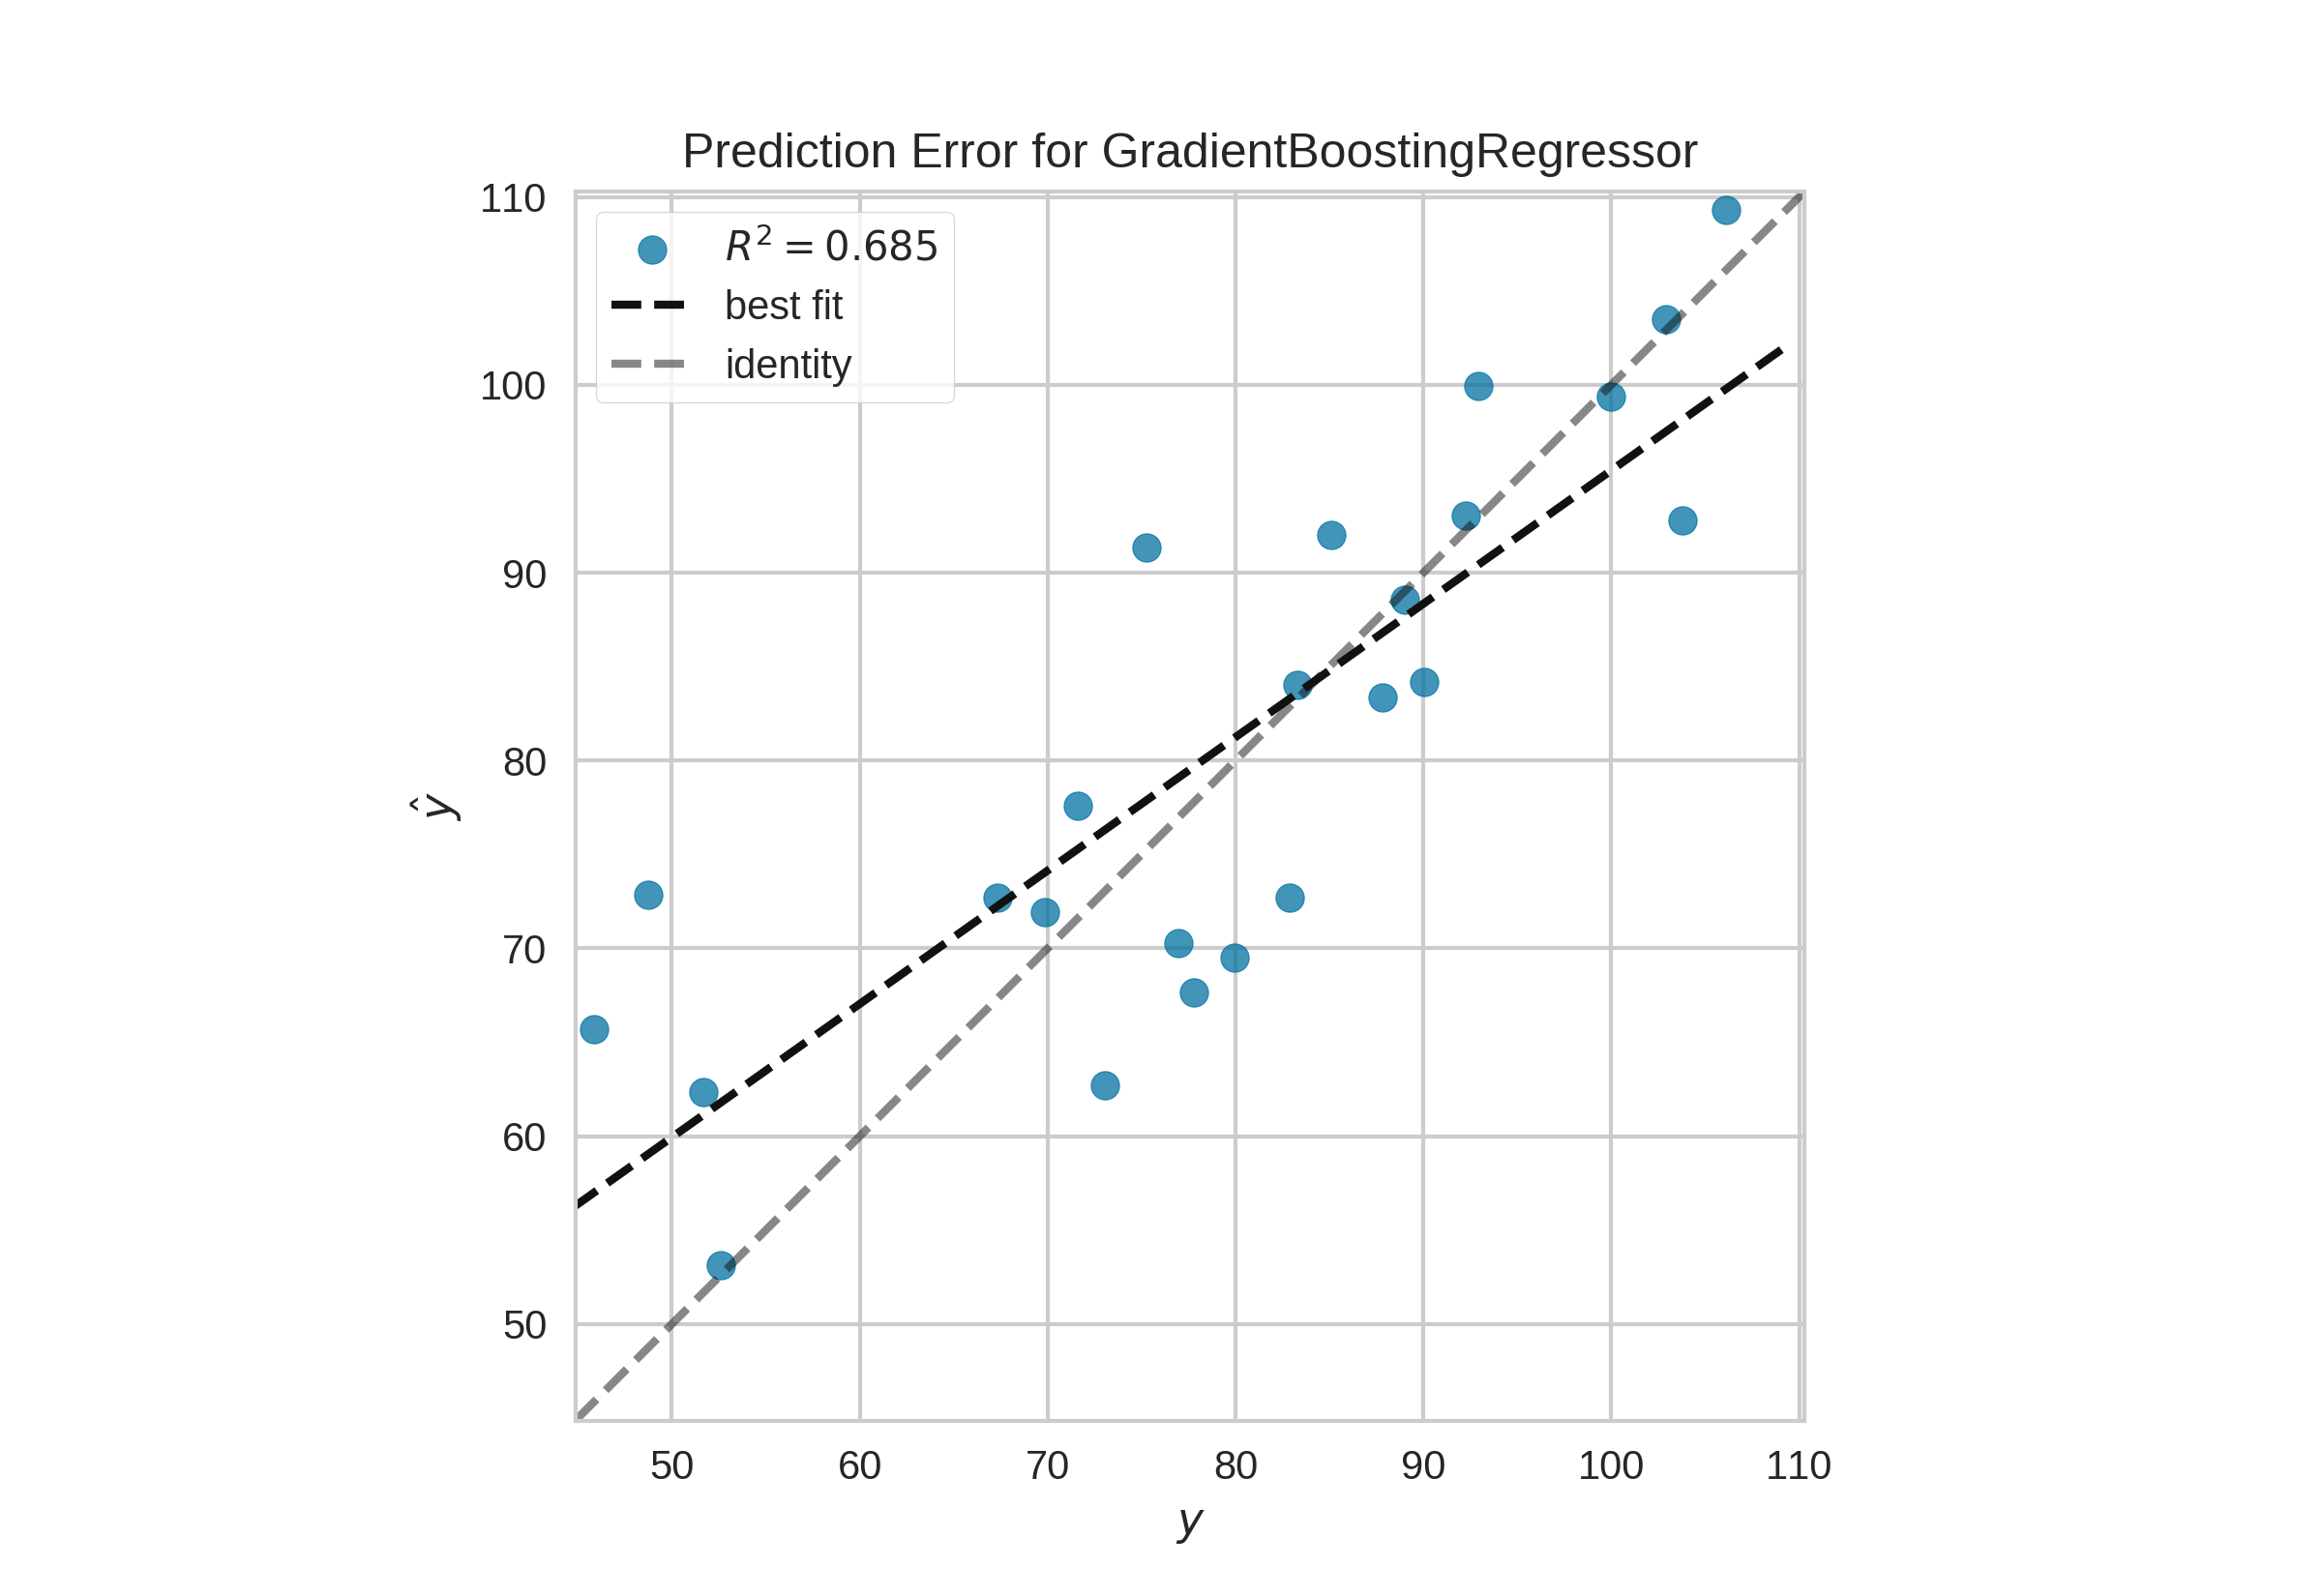 Prediction Error for GradientBoostingRegressor
110
100
90
80
70
60
50
R² = 0.685
best fit
identity
ŷ
50 60 70 80 90 100 110
y